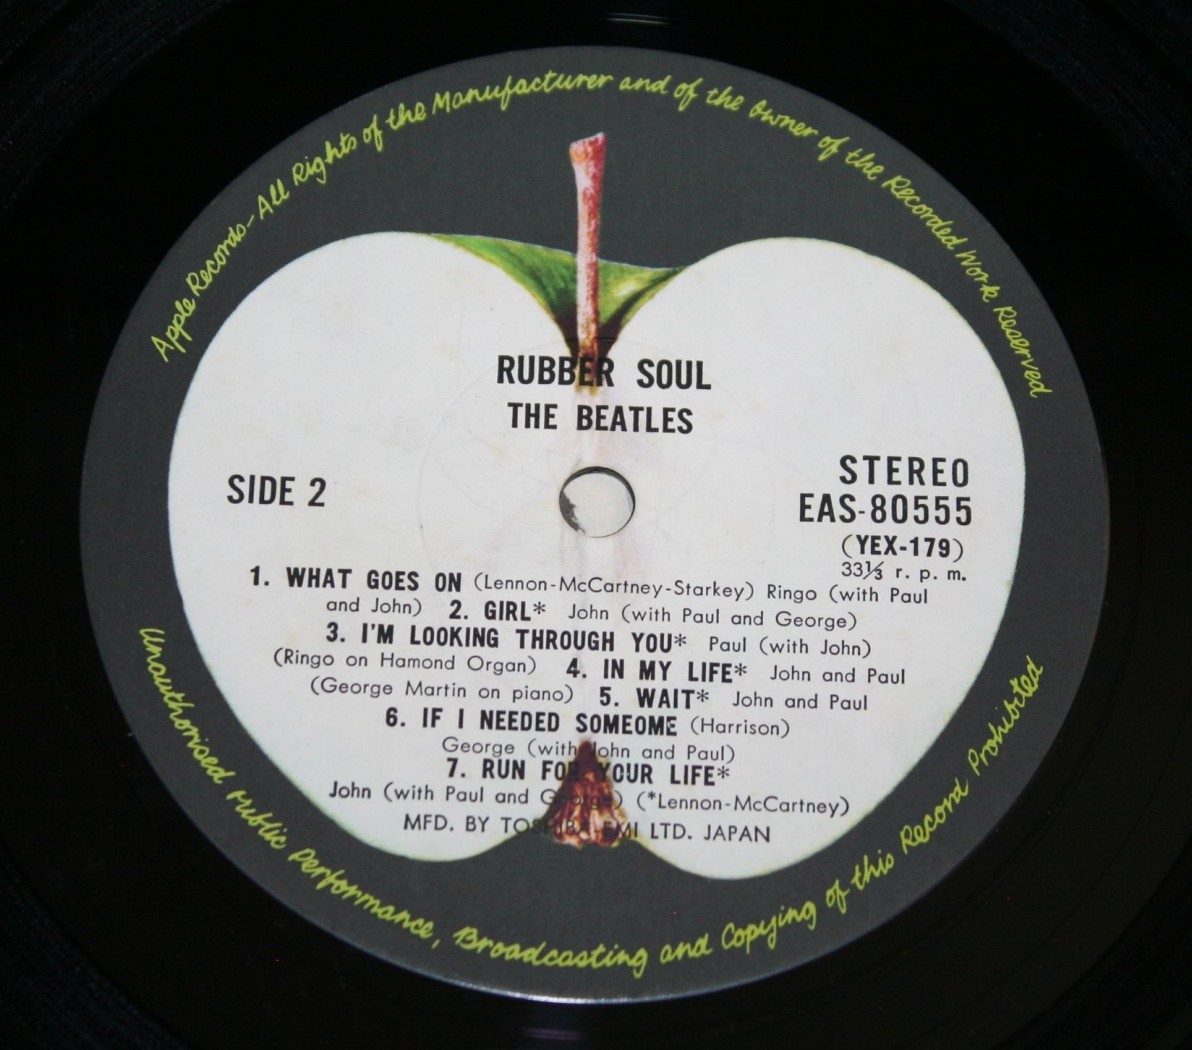 Apple Records-All Rights of the Manufacturer and of the Owner of the Recorded Work Reserved
RUBBER SOUL
THE BEATLES
SIDE 2
STEREO
EAS-80555
(YEX-179)
33⅓ r. p. m.
1. WHAT GOES ON (Lennon-McCartney-Starkey) Ringo (with Paul
and John) 2. GIRL* John (with Paul and George)
3. I'M LOOKING THROUGH YOU* Paul (with John)
(Ringo on Hamond Organ) 4. IN MY LIFE* John and Paul
(George Martin on piano) 5. WAIT* John and Paul
6. IF I NEEDED SOMEOME (Harrison)
George (with John and Paul)
7. RUN FOR YOUR LIFE*
John (with Paul and George) (*Lennon-McCartney)
MFD. BY TOSHIBA EMI LTD. JAPAN
Unauthorised Public Performance, Broadcasting and Copying of this Record Prohibited